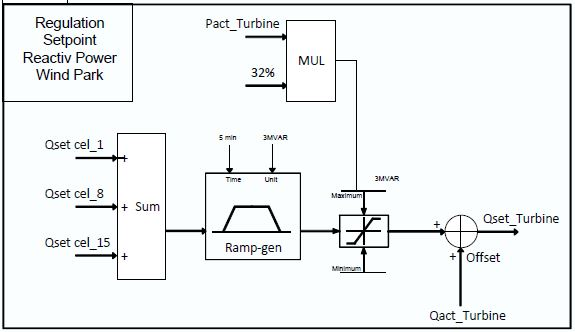 Regulation
Setpoint
Reactiv Power
Wind Park
Pact_Turbine
32%
MUL
Qset cel_1
Qset cel_8
Qset cel_15
+
+ Sum
+
5 min
3MVAR
Time
Unit
Ramp-gen
3MVAR
Maximum
Minimum
+
Qset_Turbine
+ Offset
Qact_Turbine